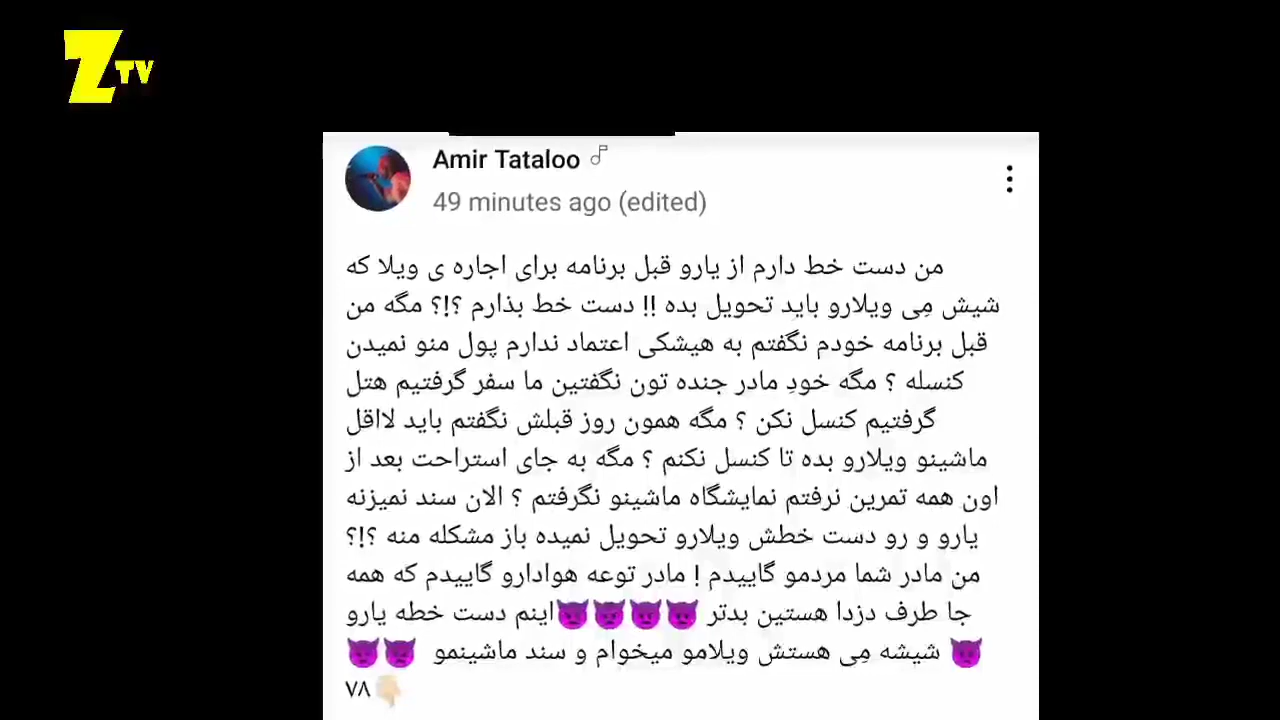 Z TV
Amir Tataloo
49 minutes ago (edited)
من دست خط دارم از یارو قبل برنامه برای اجاره ی ویلا که
شیش مِی ویلارو باید تحویل بده !! دست خط بذارم ؟!؟ مگه من
قبل برنامه خودم نگفتم به هیشکی اعتماد ندارم پول منو نمیدن
کنسله ؟ مگه خودِ مادر جنده تون نگفتین ما سفر گرفتیم هتل
گرفتیم کنسل نکن ؟ مگه همون روز قبلش نگفتم باید لااقل
ماشینو ویلارو بده تا کنسل نکنم ؟ مگه به جای استراحت بعد از
اون همه تمرین نرفتم نمایشگاه ماشینو نگرفتم ؟ الان سند نمیزنه
یارو و رو دست خطش ویلارو تحویل نمیده باز مشکله منه ؟!؟
من مادر شما مردمو گاییدم ! مادر توعه هوادارو گاییدم که همه
جا طرف دزدا هستین بدتر 👿👿👿👿اینم دست خطه یارو
👿 شیشه مِی هستش ویلامو میخوام و سند ماشینمو 👿👿
👎🏻۷۸